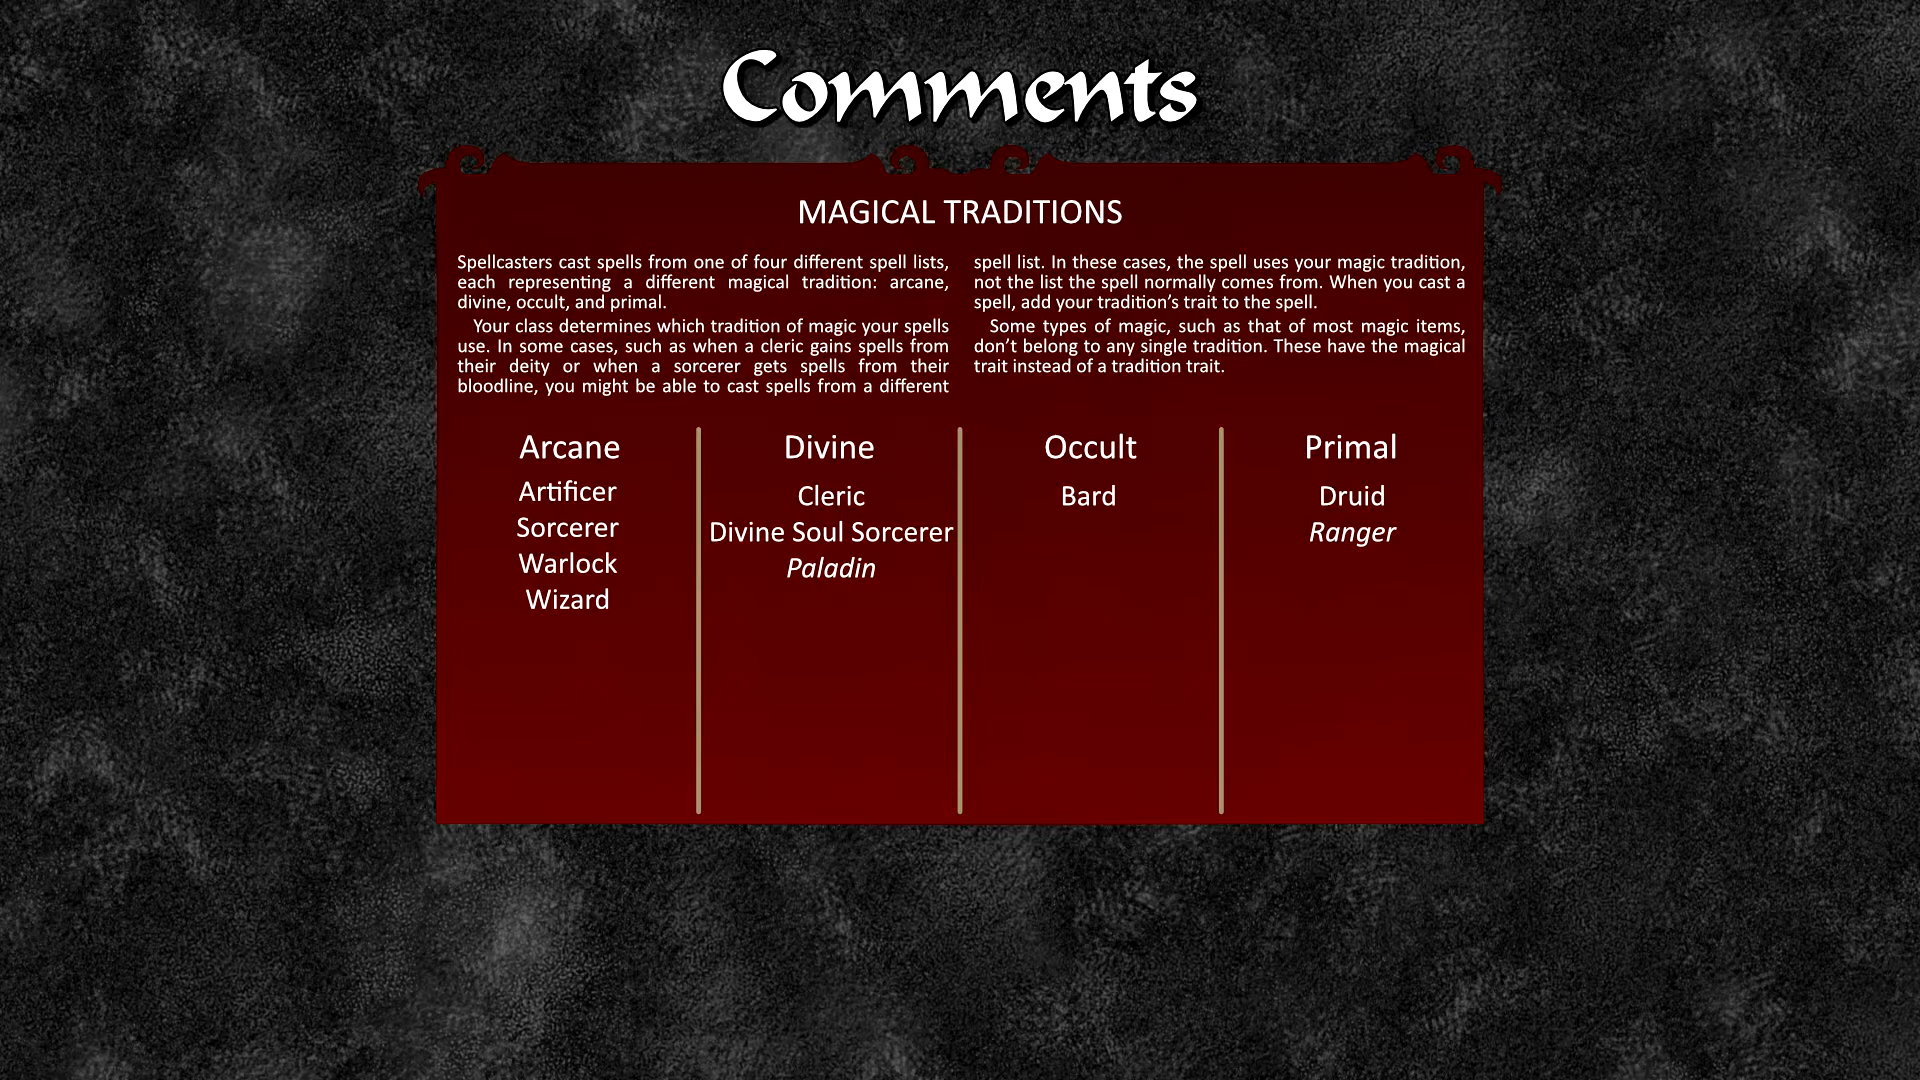 Comments
MAGICAL TRADITIONS
Spellcasters cast spells from one of four different spell lists,
each representing a different magical tradition: arcane,
divine, occult, and primal.
Your class determines which tradition of magic your spells
use. In some cases, such as when a cleric gains spells from
their deity or when a sorcerer gets spells from their
bloodline, you might be able to cast spells from a different
spell list. In these cases, the spell uses your magic tradition,
not the list the spell normally comes from. When you cast a
spell, add your tradition’s trait to the spell.
Some types of magic, such as that of most magic items,
don’t belong to any single tradition. These have the magical
trait instead of a tradition trait.
Arcane
Artificer
Sorcerer
Warlock
Wizard
Divine
Cleric
Divine Soul Sorcerer
Paladin
Occult
Bard
Primal
Druid
Ranger